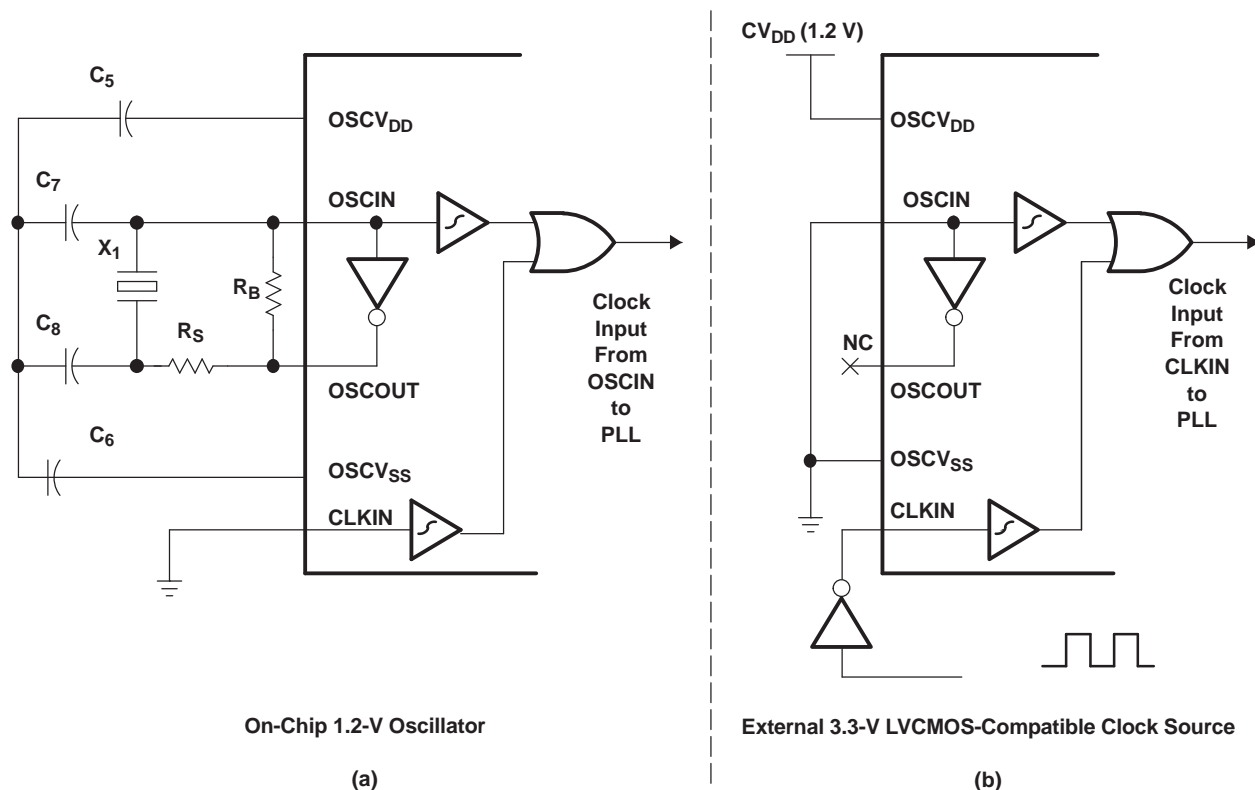 C5
OSCVDD
C7
OSCIN
X1
RB
C8
RS
OSCOUT
C6
OSCVSS
CLKIN
Clock
Input
From
OSCIN
to
PLL
On-Chip 1.2-V Oscillator
(a)
CVDD (1.2 V)
OSCVDD
OSCIN
NC
OSCOUT
OSCVSS
CLKIN
Clock
Input
From
CLKIN
to
PLL
External 3.3-V LVCMOS-Compatible Clock Source
(b)